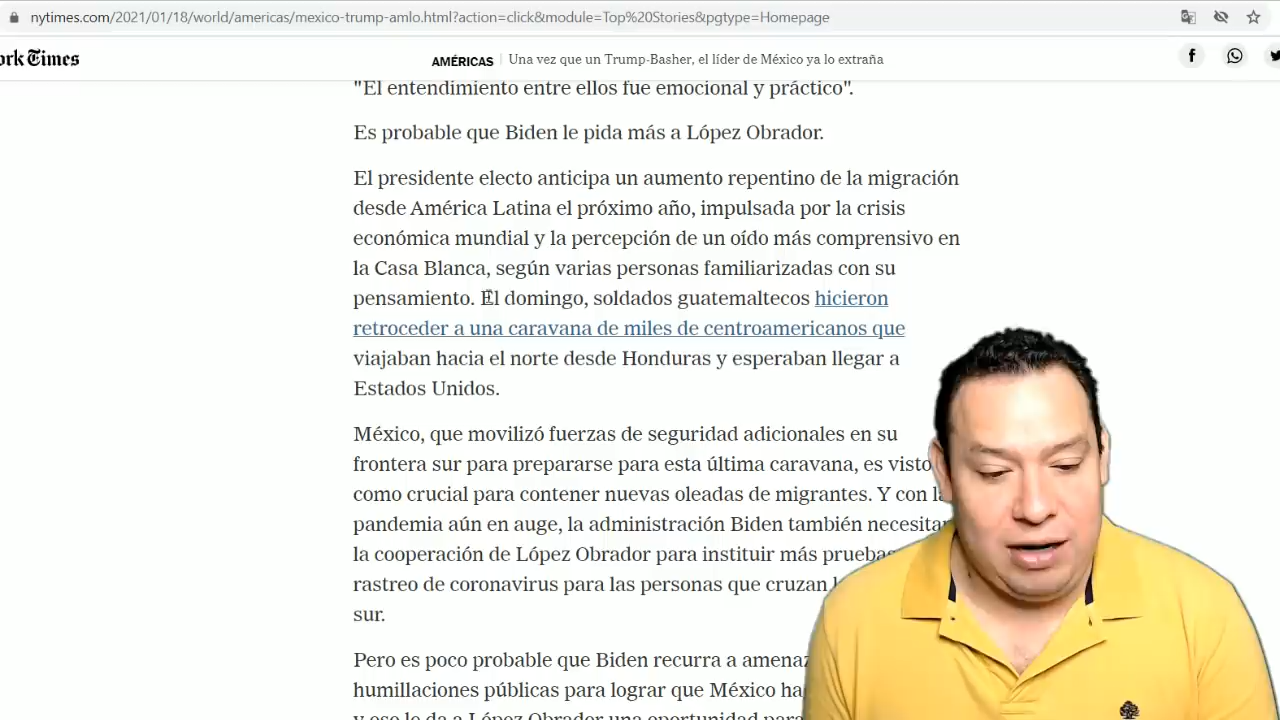 nytimes.com/2021/01/18/world/americas/mexico-trump-amlo.html?action=click&module=Top%20Stories&pgtype=Homepage
ork Times
AMÉRICAS | Una vez que un Trump-Basher, el líder de México ya lo extraña
"El entendimiento entre ellos fue emocional y práctico".
Es probable que Biden le pida más a López Obrador.
El presidente electo anticipa un aumento repentino de la migración
desde América Latina el próximo año, impulsada por la crisis
económica mundial y la percepción de un oído más comprensivo en
la Casa Blanca, según varias personas familiarizadas con su
pensamiento. El domingo, soldados guatemaltecos hicieron
retroceder a una caravana de miles de centroamericanos que
viajaban hacia el norte desde Honduras y esperaban llegar a
Estados Unidos.
México, que movilizó fuerzas de seguridad adicionales en su
frontera sur para prepararse para esta última caravana, es visto
como crucial para contener nuevas oleadas de migrantes. Y con
pandemia aún en auge, la administración Biden también
la cooperación de López Obrador para instituir más
rastreo de coronavirus para las personas que cruzan
sur.
Pero es poco probable que Biden recurra a
humillaciones públicas para lograr que México
y eso le da a López Obrador una oportunidad